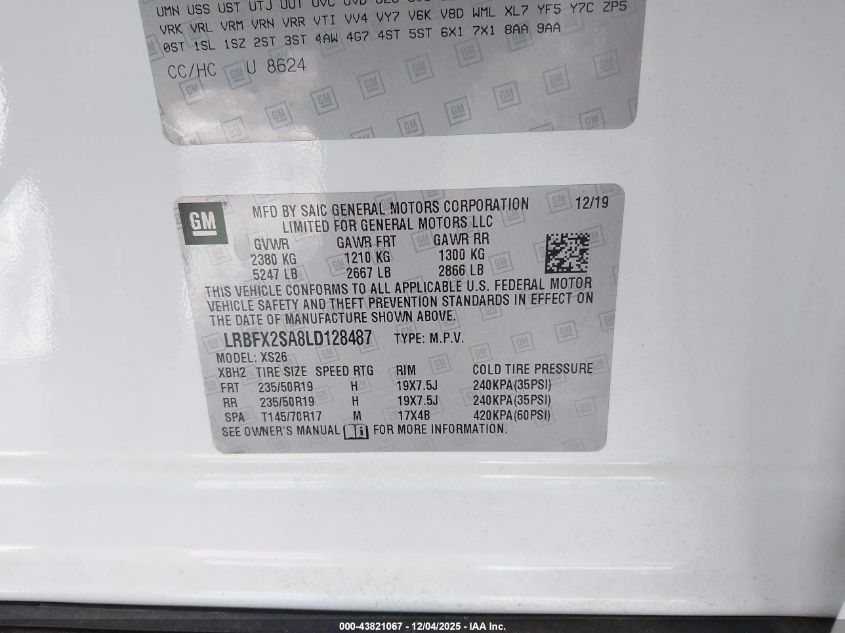 UMN USS UST UTJ UUI UVC UVD
VRK VRL VRM VRN VRR VTI VV4 VY7 V6K V8D WML XL7 YF5 Y7C ZP5
0ST 1SL 1SZ 2ST 3ST 4AW 4G7 4ST 5ST 6X1 7X1 8AA 9AA
CC/HC U 8624
GM
MFD BY SAIC GENERAL MOTORS CORPORATION 12/19
LIMITED FOR GENERAL MOTORS LLC
GVWR GAWR FRT GAWR RR
2380 KG 1210 KG 1300 KG
5247 LB 2667 LB 2866 LB
THIS VEHICLE CONFORMS TO ALL APPLICABLE U.S. FEDERAL MOTOR
VEHICLE SAFETY AND THEFT PREVENTION STANDARDS IN EFFECT ON
THE DATE OF MANUFACTURE SHOWN ABOVE.
LRBFX2SA8LD128487 TYPE: M.P.V.
MODEL: XS26
XBH2 TIRE SIZE SPEED RTG RIM COLD TIRE PRESSURE
FRT 235/50R19 H 19X7.5J 240KPA(35PSI)
RR 235/50R19 H 19X7.5J 240KPA(35PSI)
SPA T145/70R17 M 17X4B 420KPA(60PSI)
SEE OWNER'S MANUAL FOR MORE INFORMATION.
000-43821067 - 12/04/2025 - IAA Inc.